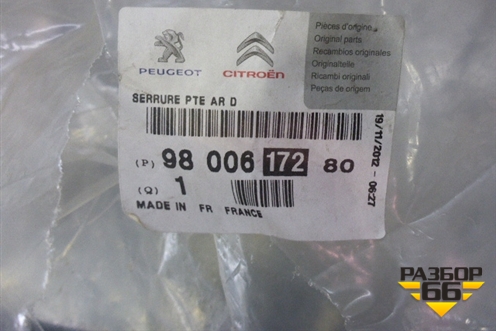 PEUGEOT
CITROËN
Pièces d'origine
Original parts
Recambios originales
Originalteile
Ricambi originali
Peças de origem
SERRURE PTE AR D
(P) 98 006 172 80
(Q) 1
MADE IN FR FRANCE
19/11/2012 - 06:27
РАЗБОР
66